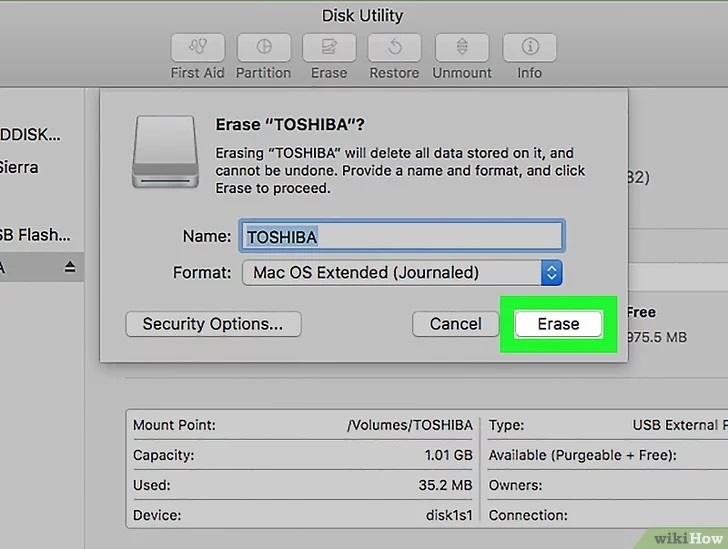 Disk Utility
First Aid Partition Erase Restore Unmount Info
DDISK...
Sierra
SB Flash...
A
Erase “TOSHIBA”?
Erasing “TOSHIBA” will delete all data stored on it, and
cannot be undone. Provide a name and format, and click
Erase to proceed.
Name: TOSHIBA
Format: Mac OS Extended (Journaled)
Security Options... Cancel Erase
32)
Free
975.5 MB
Mount Point: /Volumes/TOSHIBA Type: USB External P
Capacity: 1.01 GB Available (Purgeable + Free):
Used: 35.2 MB Owners:
Device: disk1s1 Connection:
wikiHow